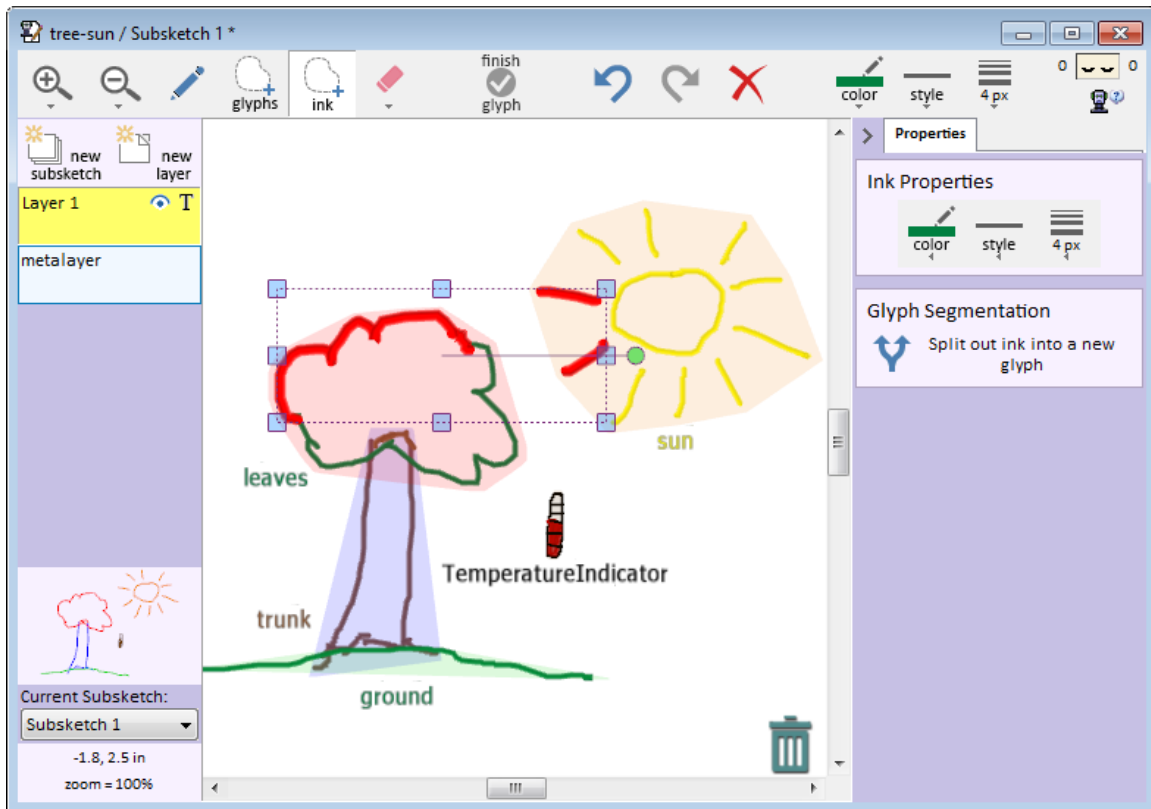 tree-sun / Subsketch 1 *
finish
glyphs
ink
glyph
color
style
4 px
0
0
new
subsketch
new
layer
Properties
Layer 1
T
Ink Properties
color
style
4 px
metalayer
Glyph Segmentation
Split out ink into a new
glyph
sun
leaves
TemperatureIndicator
trunk
ground
Current Subsketch:
Subsketch 1
-1.8, 2.5 in
zoom = 100%